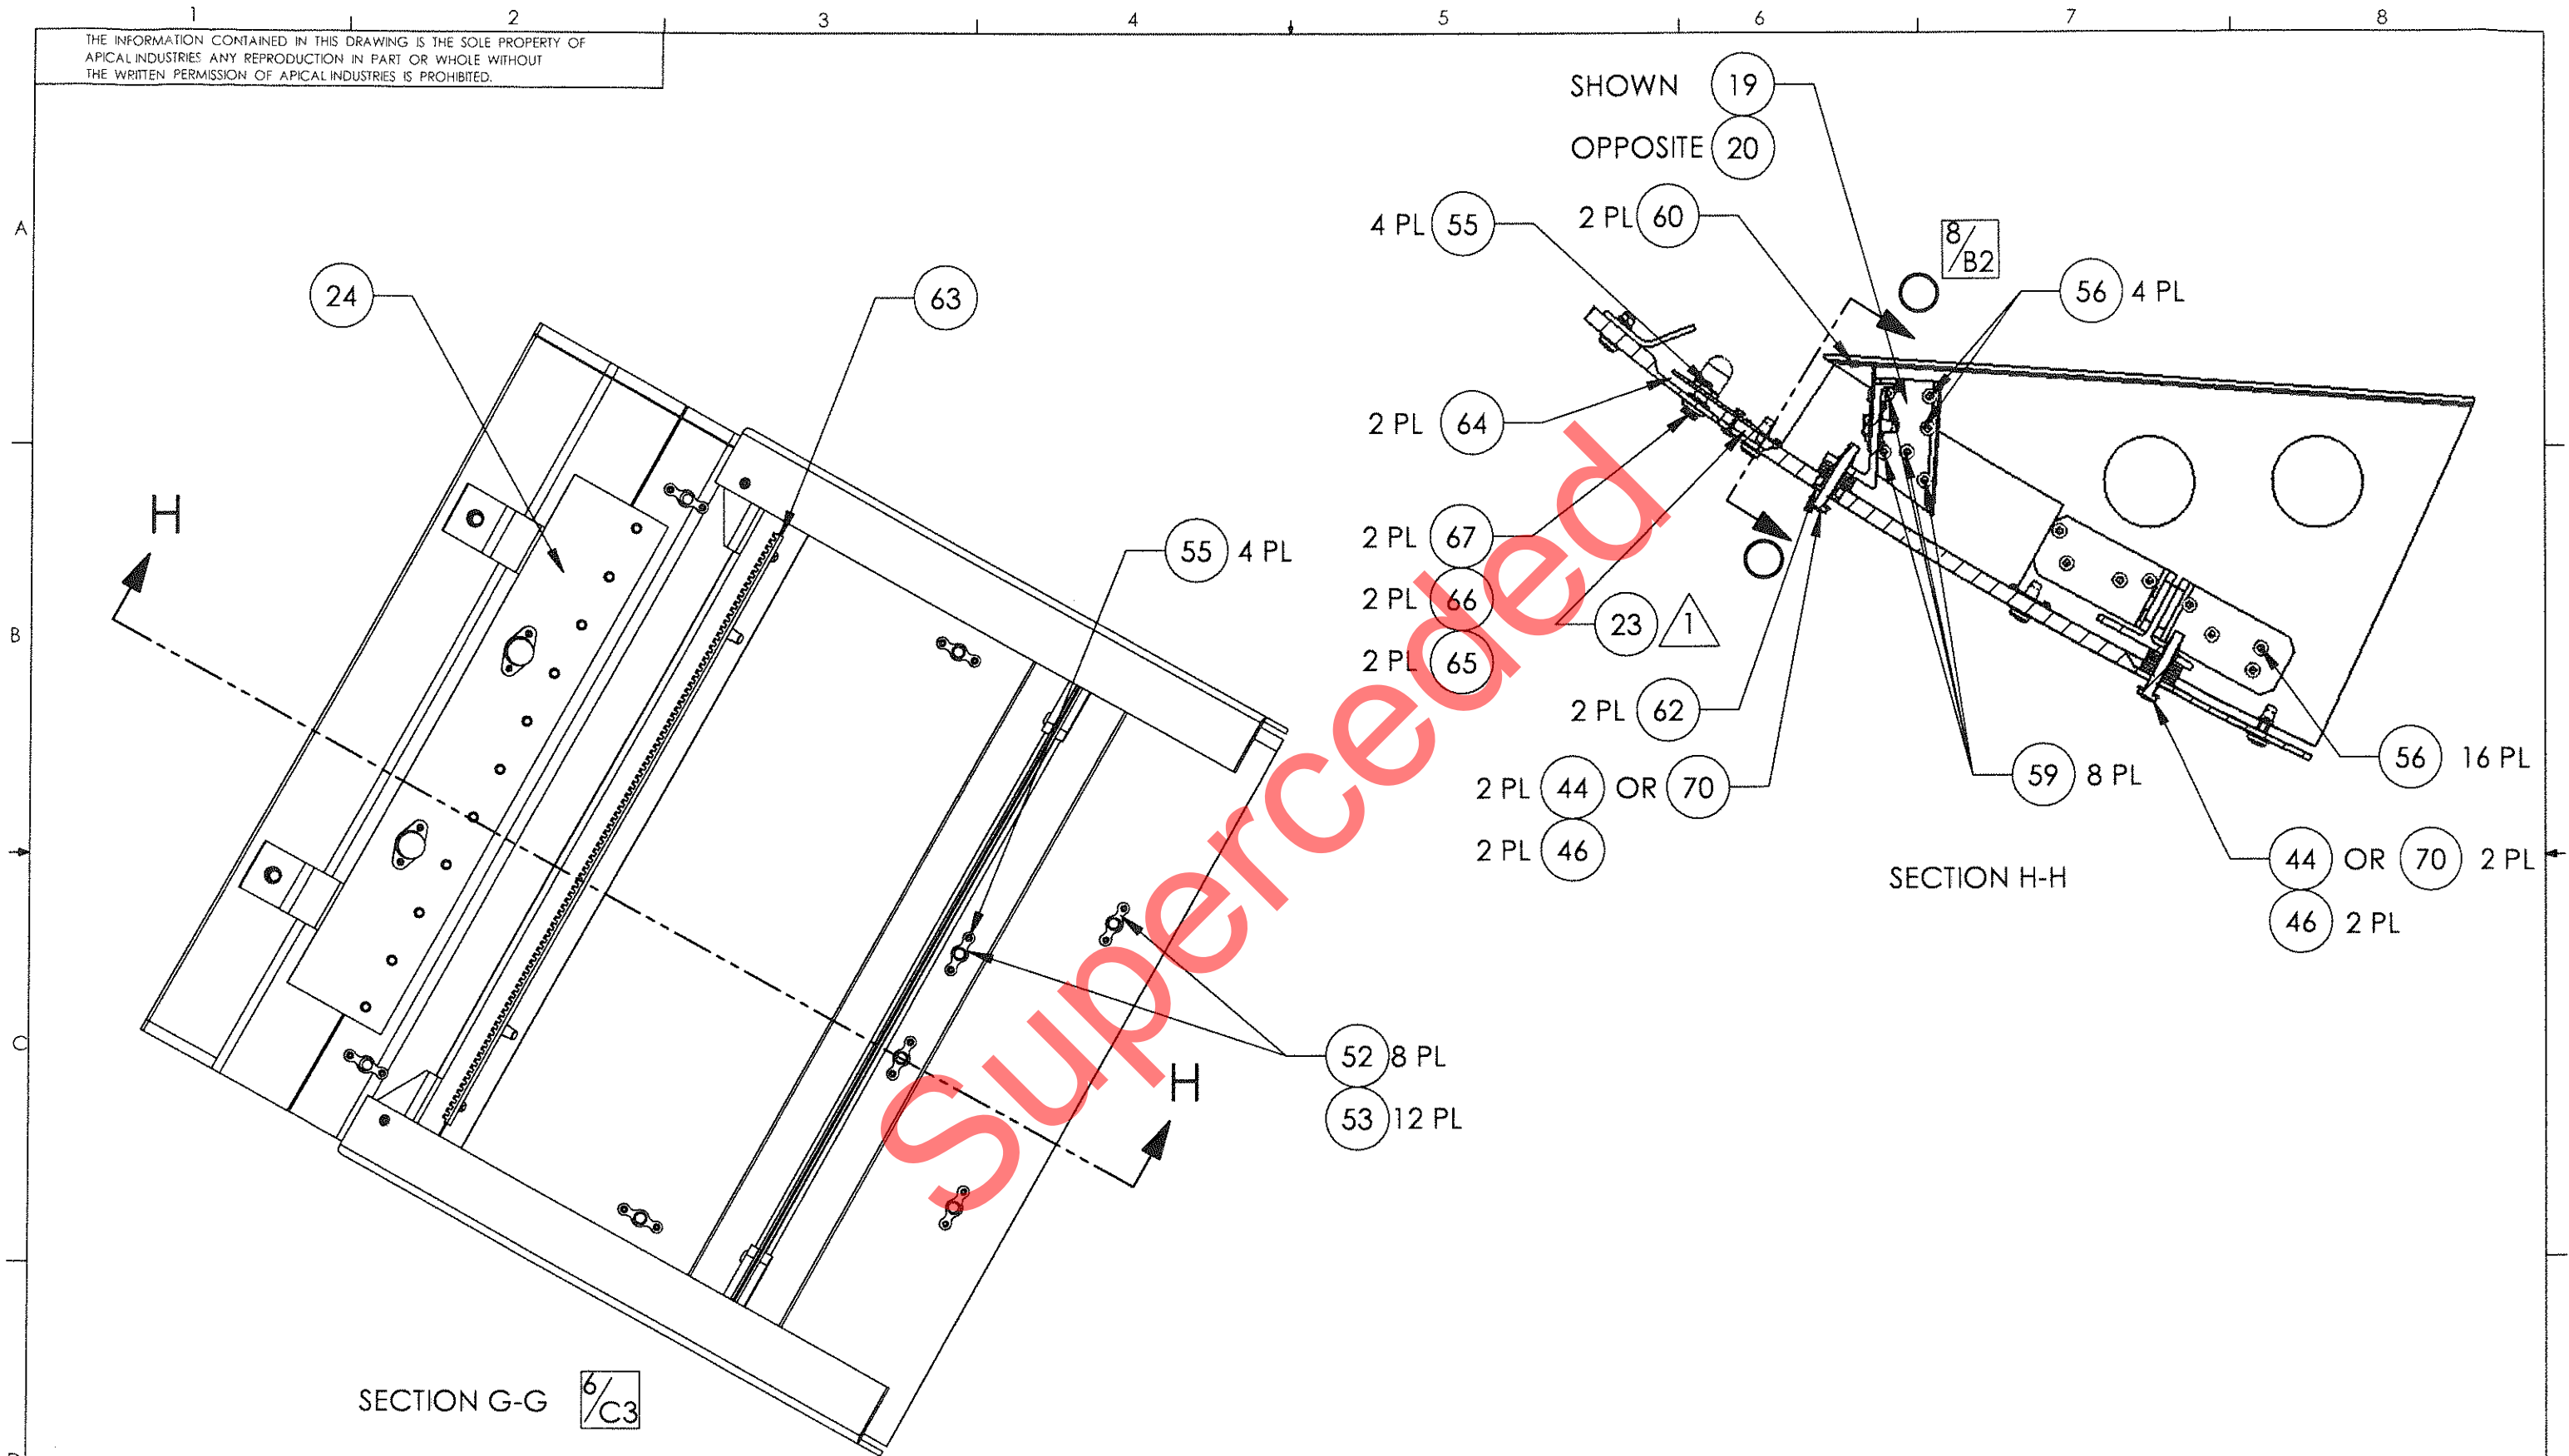 1 2 3 4 5 6 7 8
THE INFORMATION CONTAINED IN THIS DRAWING IS THE SOLE PROPERTY OF
APICAL INDUSTRIES ANY REPRODUCTION IN PART OR WHOLE WITHOUT
THE WRITTEN PERMISSION OF APICAL INDUSTRIES IS PROHIBITED.
A
B
C
24
63
H
55 4 PL
52 8 PL
53 12 PL
H
SECTION G-G 6/C3
SHOWN 19
OPPOSITE 20
4 PL 55
2 PL 60
8/B2
O
56 4 PL
2 PL 64
2 PL 67
2 PL 66
2 PL 65
23 1
O
2 PL 62
2 PL 44 OR 70
2 PL 46
59 8 PL
56 16 PL
44 OR 70 2 PL
46 2 PL
SECTION H-H
Superceded